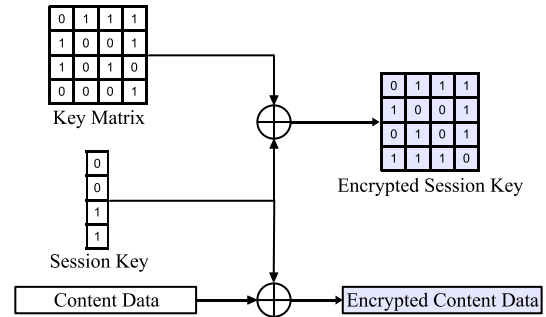 0 1 1 1
1 0 0 1
1 0 1 0
0 0 0 1
Key Matrix
0 1 1 1
1 0 0 1
0 1 0 1
1 1 1 0
Encrypted Session Key
0
0
1
1
Session Key
Content Data
Encrypted Content Data